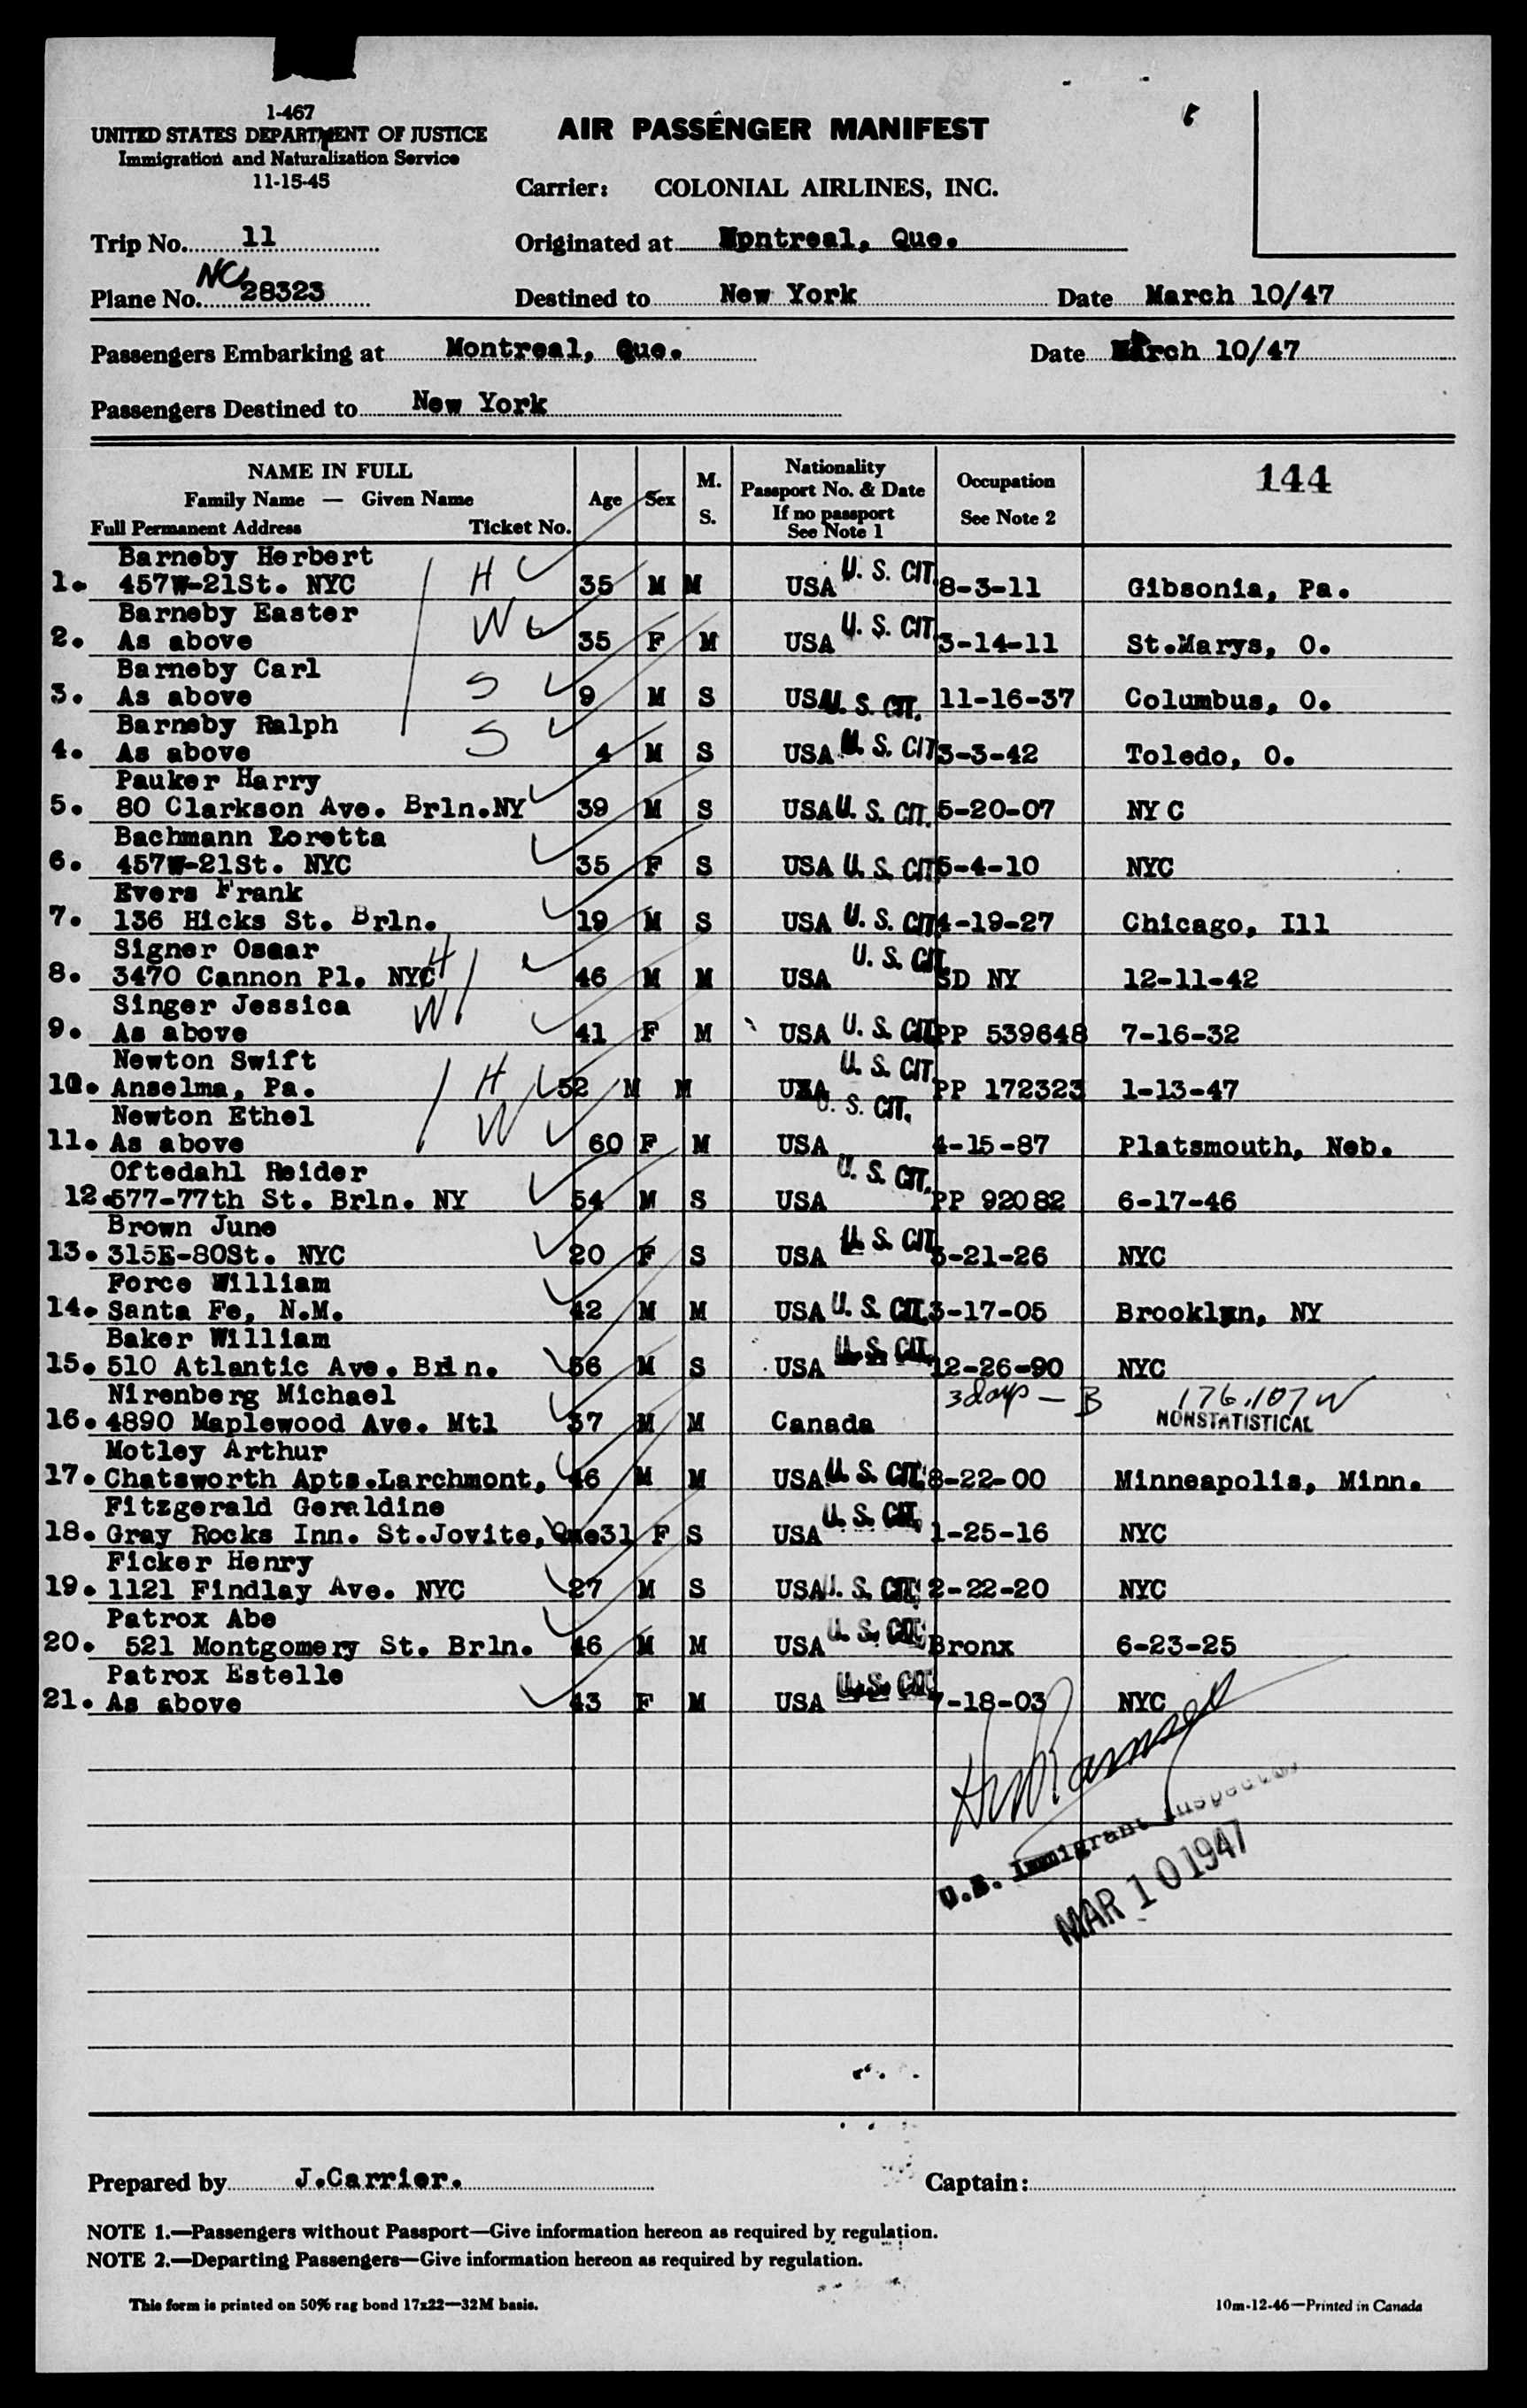 1-467
UNITED STATES DEPARTMENT OF JUSTICE
Immigration and Naturalization Service
11-15-45
AIR PASSENGER MANIFEST
Carrier: COLONIAL AIRLINES, INC.
Trip No. 11 Originated at Mpntreal, Que.
Plane No. NC 28323 Destined to New York Date March 10/47
Passengers Embarking at Montreal, Que. Date March 10/47
Passengers Destined to New York
NAME IN FULL
Family Name — Given Name
Full Permanent Address Ticket No.
Age Sex M. S.
Nationality
Passport No. & Date
If no passport
See Note 1
Occupation
See Note 2
144
Barneby Herbert
1. 457W-21St. NYC H 35 M M USA U. S. CIT. 8-3-11 Gibsonia, Pa.
Barneby Easter
2. As above W 35 F M USA U. S. CIT. 3-14-11 St.Marys, O.
Barneby Carl
3. As above S 9 M S USA U. S. CIT. 11-16-37 Columbus, O.
Barneby Ralph
4. As above S 4 M S USA U. S. CIT. 3-3-42 Toledo, O.
Pauker Harry
5. 80 Clarkson Ave. Brln.NY 39 M S USA U. S. CIT. 5-20-07 NY C
Bachmann Loretta
6. 457W-21St. NYC 35 F S USA U. S. CIT. 5-4-10 NYC
Evers Frank
7. 136 Hicks St. Brln. 19 M S USA U. S. CIT. 4-19-27 Chicago, Ill
Signer Oscar
8. 3470 Cannon Pl. NYC H 46 M M USA U. S. CIT. SD NY 12-11-42
Singer Jessica
9. As above W 41 F M USA U. S. CIT. PP 539648 7-16-32
Newton Swift
10. Anselma, Pa. H 52 M M USA U. S. CIT. PP 172323 1-13-47
Newton Ethel
11. As above W 60 F M USA U. S. CIT. 4-15-87 Platsmouth, Neb.
Oftedahl Reider
12. 577-77th St. Brln. NY 54 M S USA U. S. CIT. PP 92082 6-17-46
Brown June
13. 315E-80St. NYC 20 F S USA U. S. CIT. 5-21-26 NYC
Force William
14. Santa Fe, N.M. 42 M M USA U. S. CIT. 3-17-05 Brooklyn, NY
Baker William
15. 510 Atlantic Ave. Brln. 56 M S USA U. S. CIT. 12-26-90 NYC
Nirenberg Michael 3 days — B 176,107 W
16. 4890 Maplewood Ave. Mtl 37 M M Canada NONSTATISTICAL
Motley Arthur
17. Chatsworth Apts.Larchmont, 46 M M USA U. S. CIT. 8-22-00 Minneapolis, Minn.
Fitzgerald Geraldine
18. Gray Rocks Inn. St.Jovite, Que 31 F S USA U. S. CIT. 1-25-16 NYC
Ficker Henry
19. 1121 Findlay Ave. NYC 27 M S USA U. S. CIT. 2-22-20 NYC
Patrox Abe
20. 521 Montgomery St. Brln. 46 M M USA U. S. CIT. Bronx 6-23-25
Patrox Estelle
21. As above 43 F M USA U. S. CIT. 7-18-03 NYC
U.S. Immigrant Inspector
MAR 10 1947
Prepared by J.Carrier. Captain:
NOTE 1.—Passengers without Passport—Give information hereon as required by regulation.
NOTE 2.—Departing Passengers—Give information hereon as required by regulation.
This form is printed on 50% rag bond 17x22—32M basis. 10m-12-46—Printed in Canada